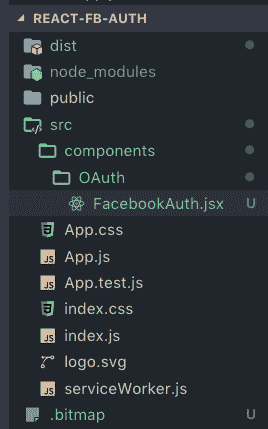 REACT-FB-AUTH
dist
node_modules
public
src
components
OAuth
FacebookAuth.jsx U
App.css
App.js
App.test.js
index.css
index.js
logo.svg
serviceWorker.js
.bitmap U